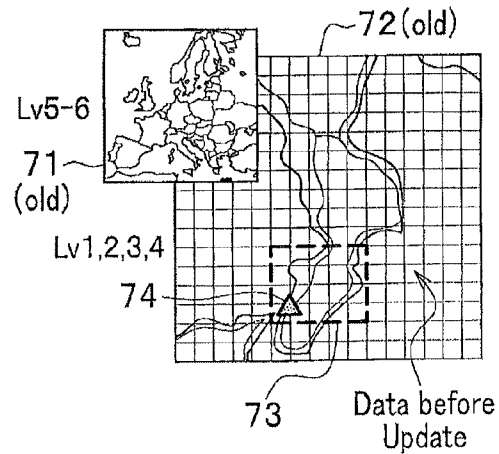 72(old)
Lv5-6
71
(old)
Lv1,2,3,4
74
73
Data before
Update